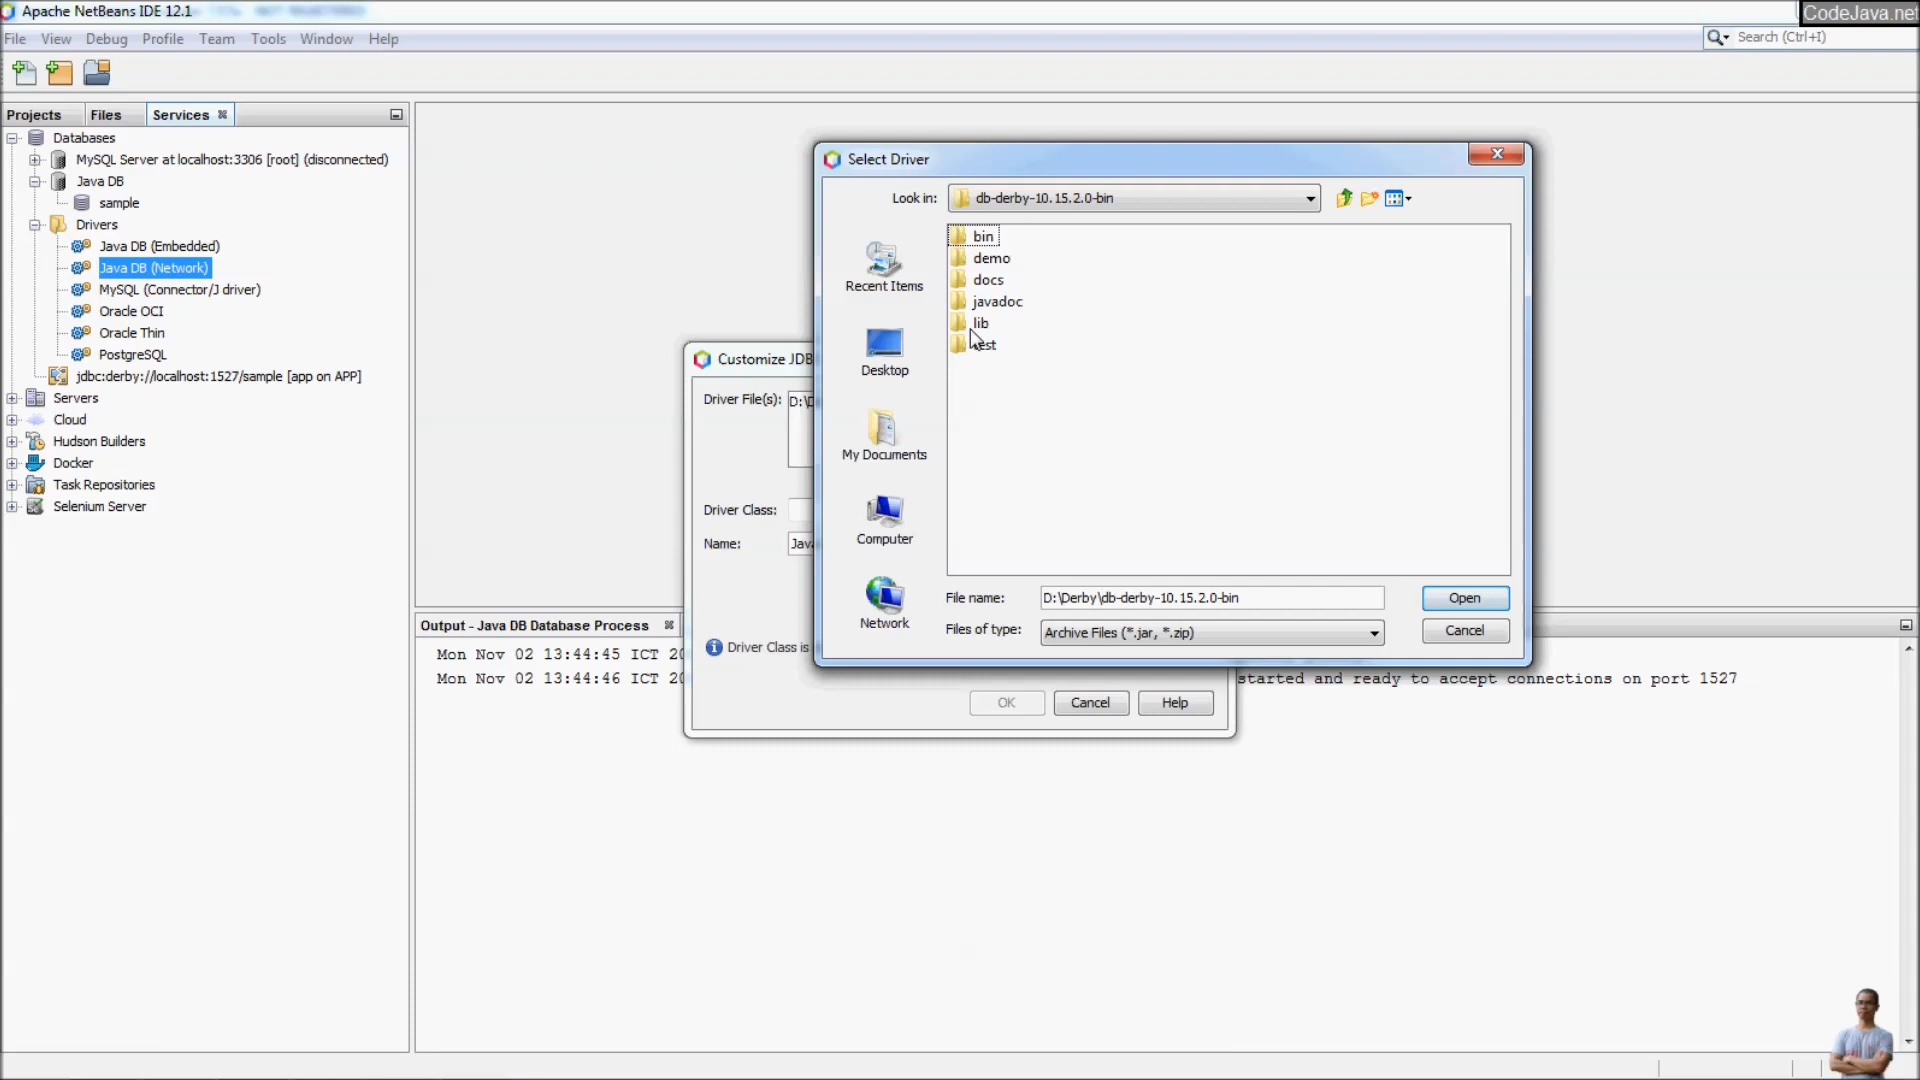 Apache NetBeans IDE 12.1
CodeJava.net
File View Debug Profile Team Tools Window Help
Search (Ctrl+I)
Projects Files Services
Databases
MySQL Server at localhost:3306 [root] (disconnected)
Java DB
sample
Drivers
Java DB (Embedded)
Java DB (Network)
MySQL (Connector/J driver)
Oracle OCI
Oracle Thin
PostgreSQL
jdbc:derby://localhost:1527/sample [app on APP]
Servers
Cloud
Hudson Builders
Docker
Task Repositories
Selenium Server
Select Driver
Look in: db-derby-10.15.2.0-bin
Recent Items
Desktop
My Documents
Computer
Network
bin
demo
docs
javadoc
lib
est
File name: D:\Derby\db-derby-10.15.2.0-bin
Open
Files of type: Archive Files (*.jar, *.zip)
Cancel
Customize JDB
Driver File(s): D:\D
Driver Class:
Name: Java
Driver Class is
OK Cancel Help
Output - Java DB Database Process
Mon Nov 02 13:44:45 ICT 20
Mon Nov 02 13:44:46 ICT 20
started and ready to accept connections on port 1527